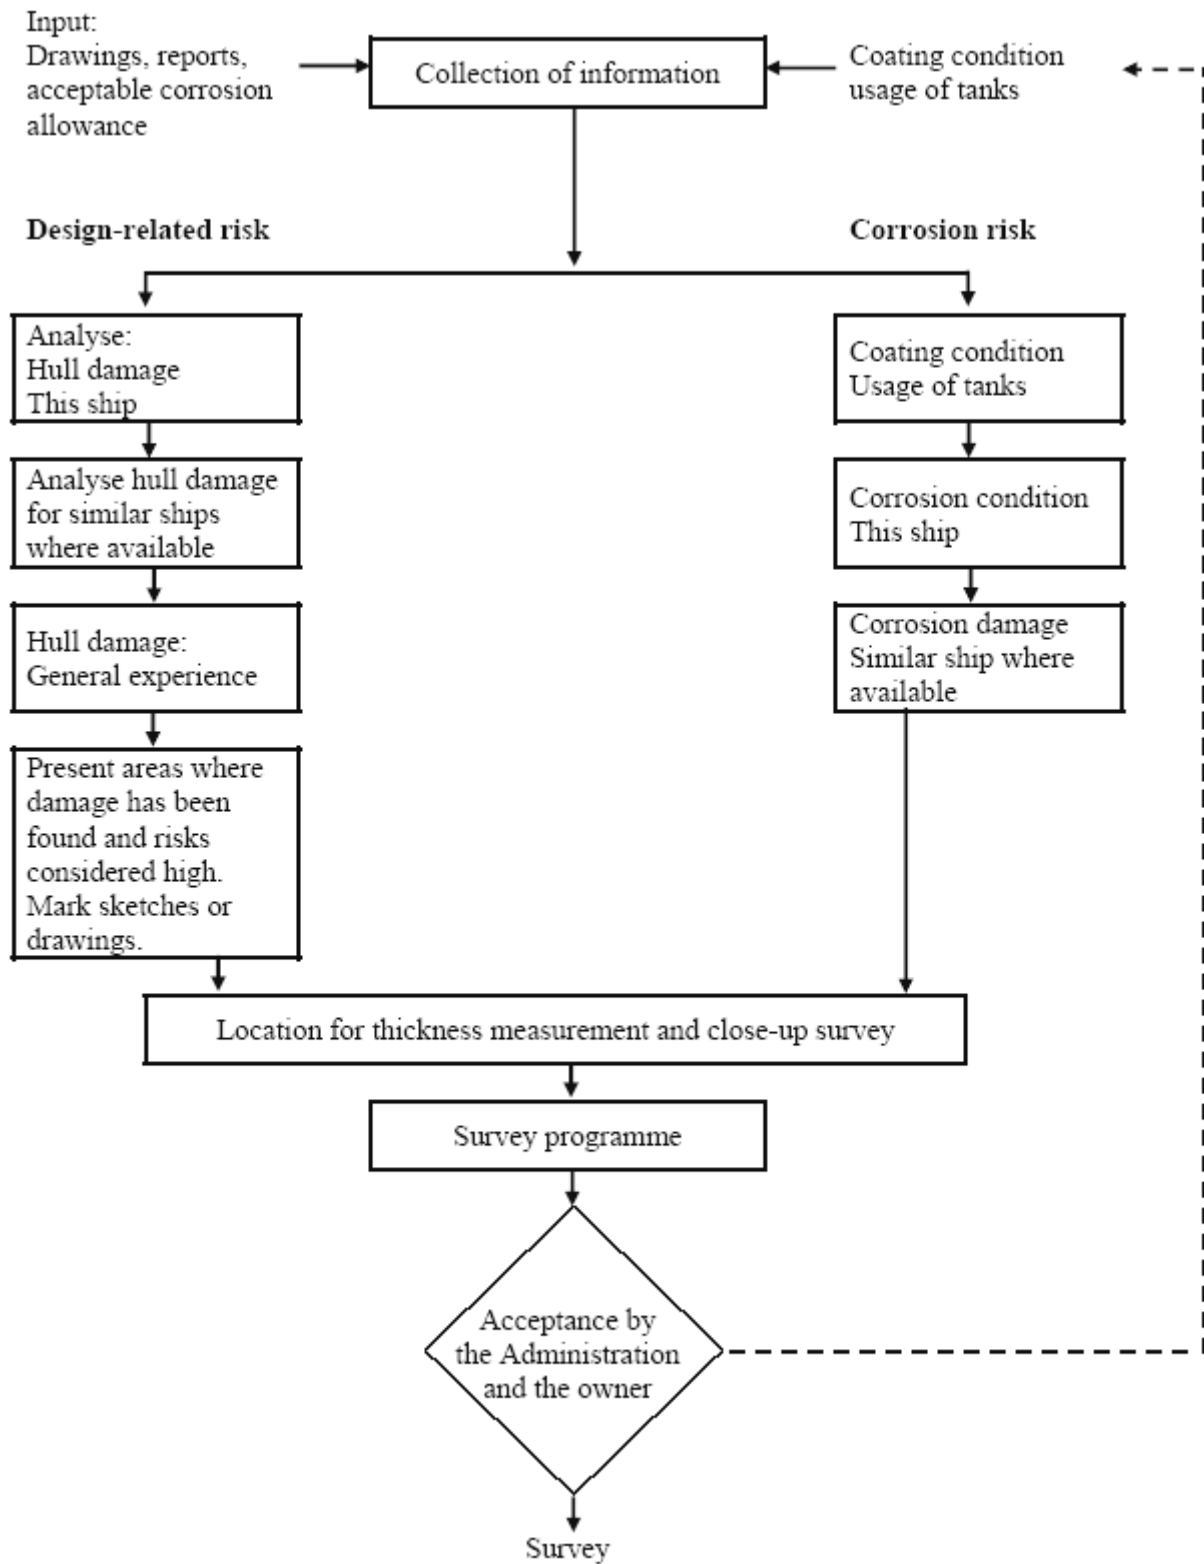 Input:
Drawings, reports,
acceptable corrosion
allowance
Collection of information
Coating condition
usage of tanks
Design-related risk
Corrosion risk
Analyse:
Hull damage
This ship
Analyse hull damage
for similar ships
where available
Hull damage:
General experience
Present areas where
damage has been
found and risks
considered high.
Mark sketches or
drawings.
Coating condition
Usage of tanks
Corrosion condition
This ship
Corrosion damage
Similar ship where
available
Location for thickness measurement and close-up survey
Survey programme
Acceptance by
the Administration
and the owner
Survey